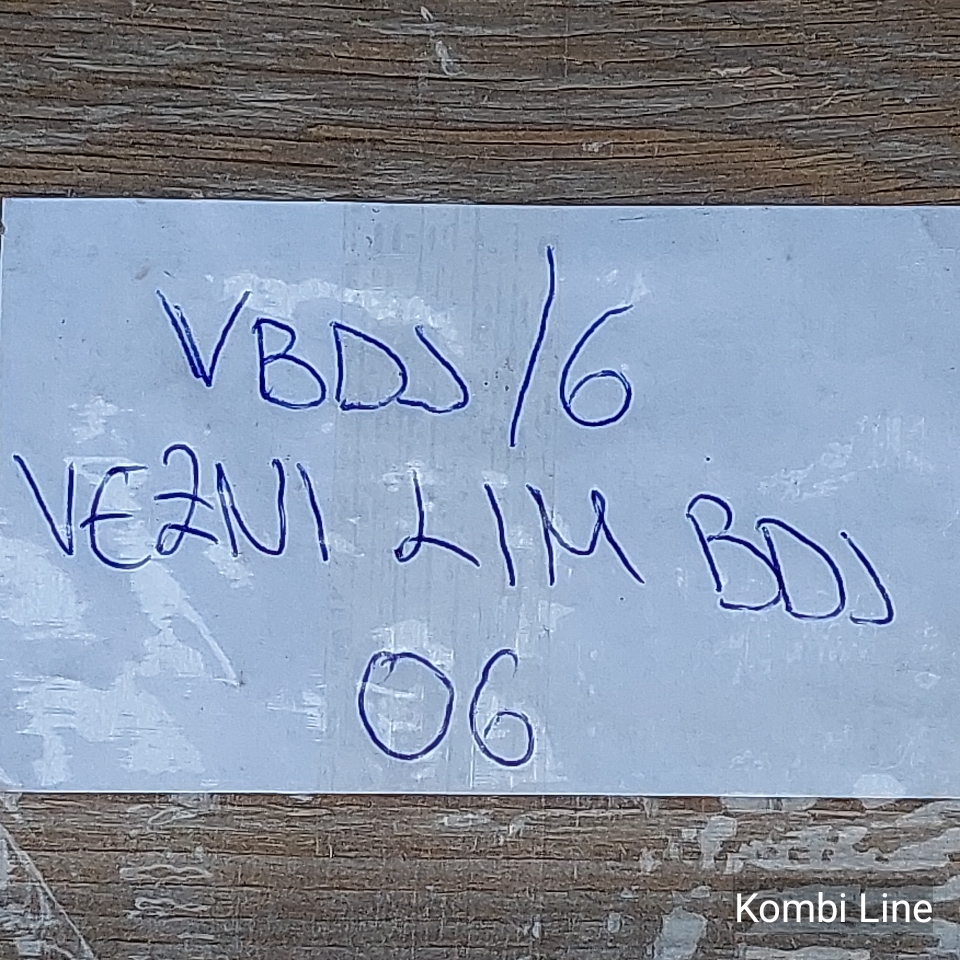 VBDJ/6
VEZNI LIM BDJ
06
Kombi Line